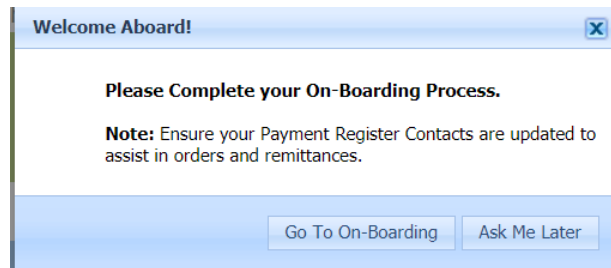 Welcome Aboard!
Please Complete your On-Boarding Process.
Note: Ensure your Payment Register Contacts are updated to
assist in orders and remittances.
Go To On-Boarding Ask Me Later